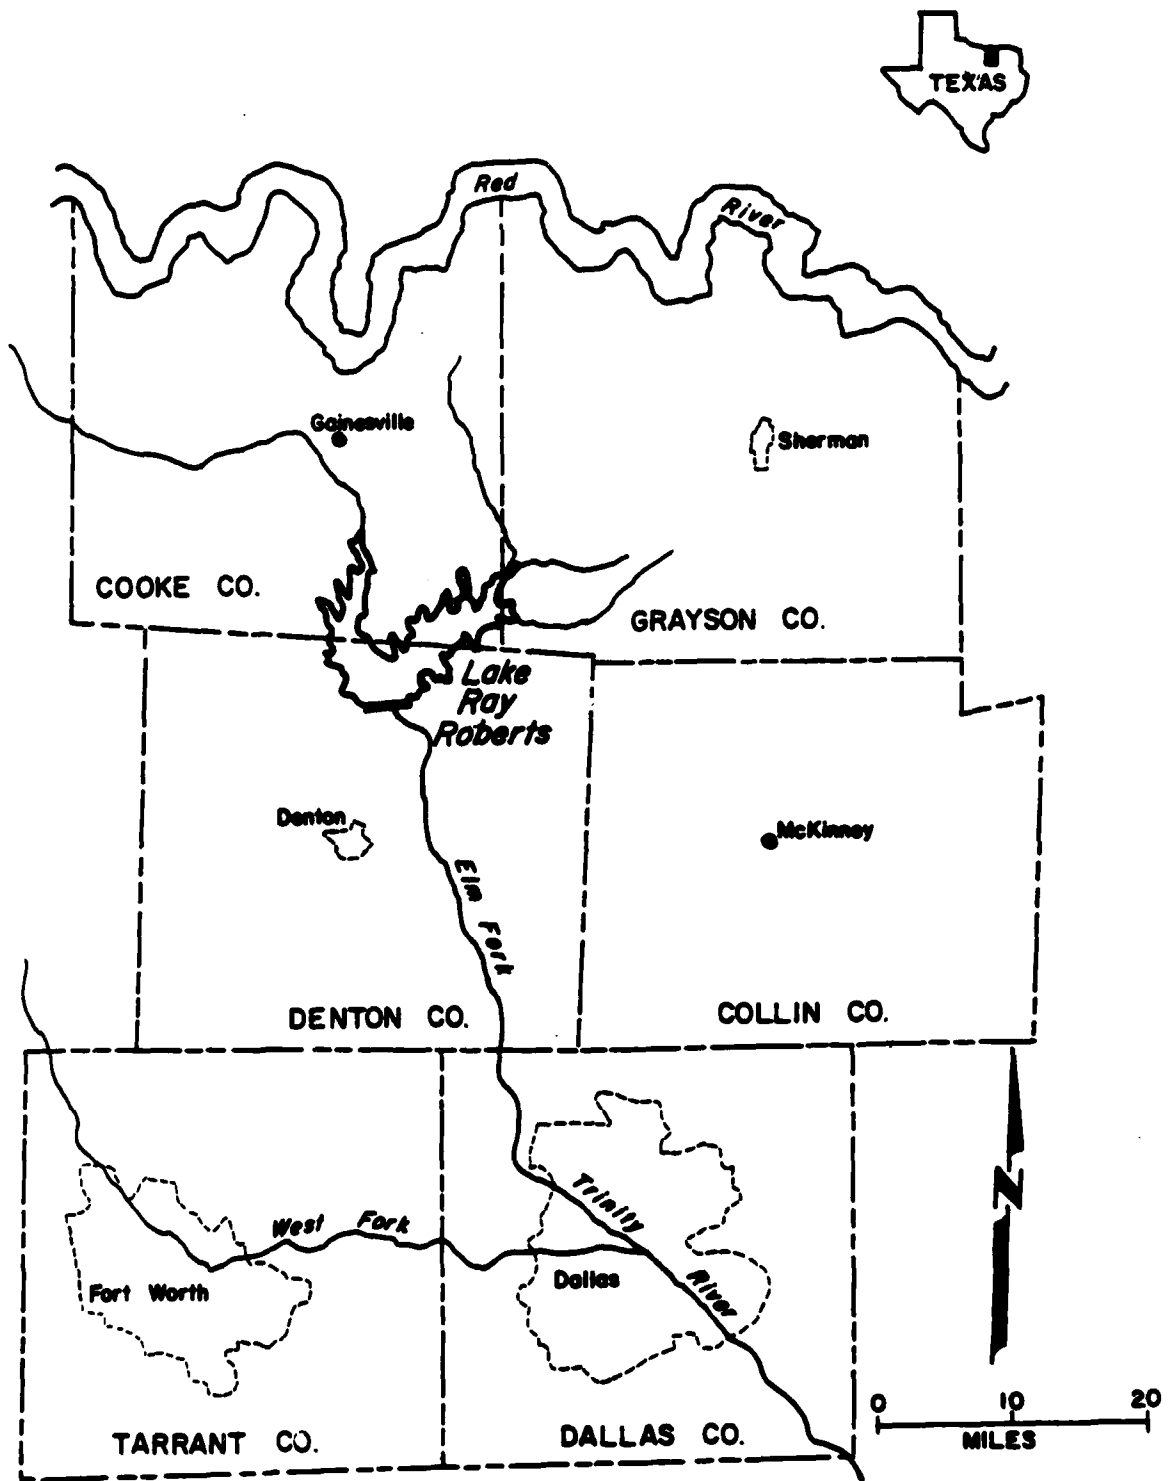 TEXAS
Red
River
Gainesville
Sherman
COOKE CO.
GRAYSON CO.
Lake
Ray
Roberts
Denton
McKinney
Elm Fork
DENTON CO.
COLLIN CO.
Trinity
River
West Fork
N
Fort Worth
Dallas
0 10 20
MILES
TARRANT CO.
DALLAS CO.